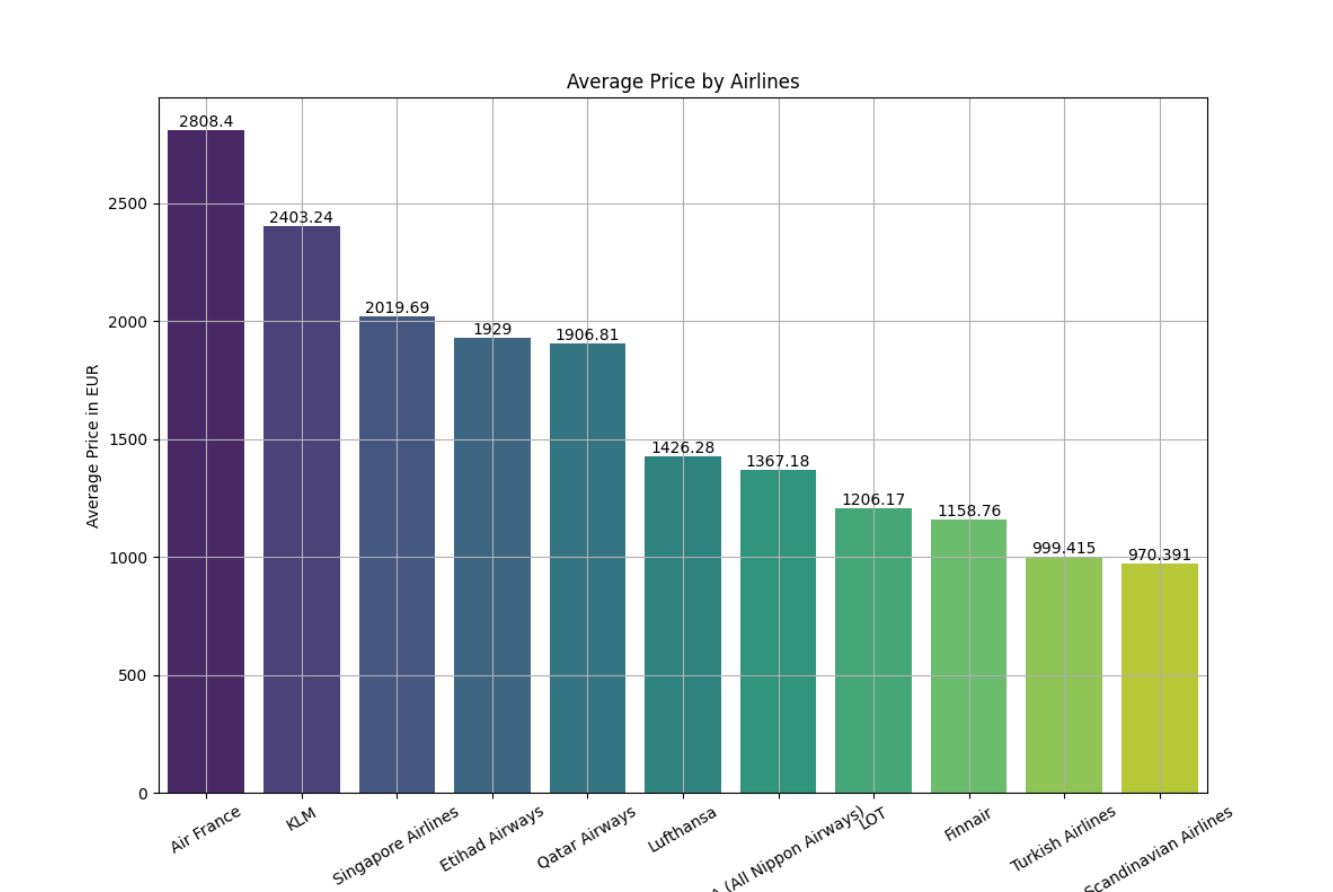 Average Price by Airlines
Average Price in EUR
2500
2000
1500
1000
500
0
2808.4
2403.24
2019.69
1929
1906.81
1426.28
1367.18
1206.17
1158.76
999.415
970.391
Air France
KLM
Singapore Airlines
Etihad Airways
Qatar Airways
Lufthansa
(All Nippon Airways)
LOT
Finnair
Turkish Airlines
Scandinavian Airlines